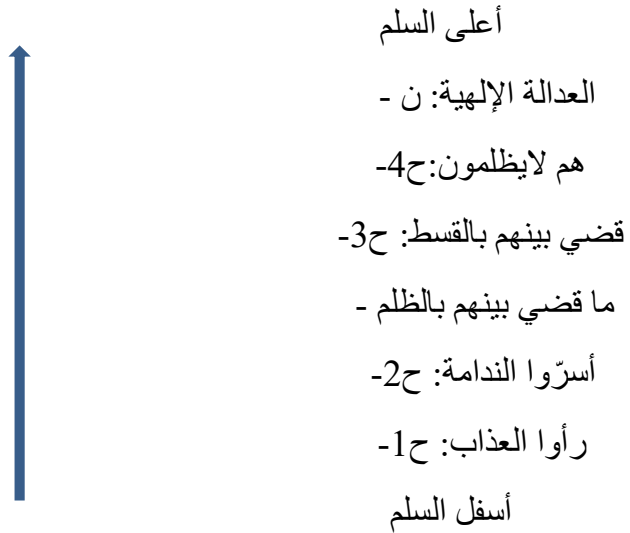 أعلى السلم
العدالة الإلهية: ن -
هم لايظلمون:ح4-
قضي بينهم بالقسط: ح3-
ما قضي بينهم بالظلم -
أسرّوا الندامة: ح2-
رأوا العذاب: ح1-
أسفل السلم